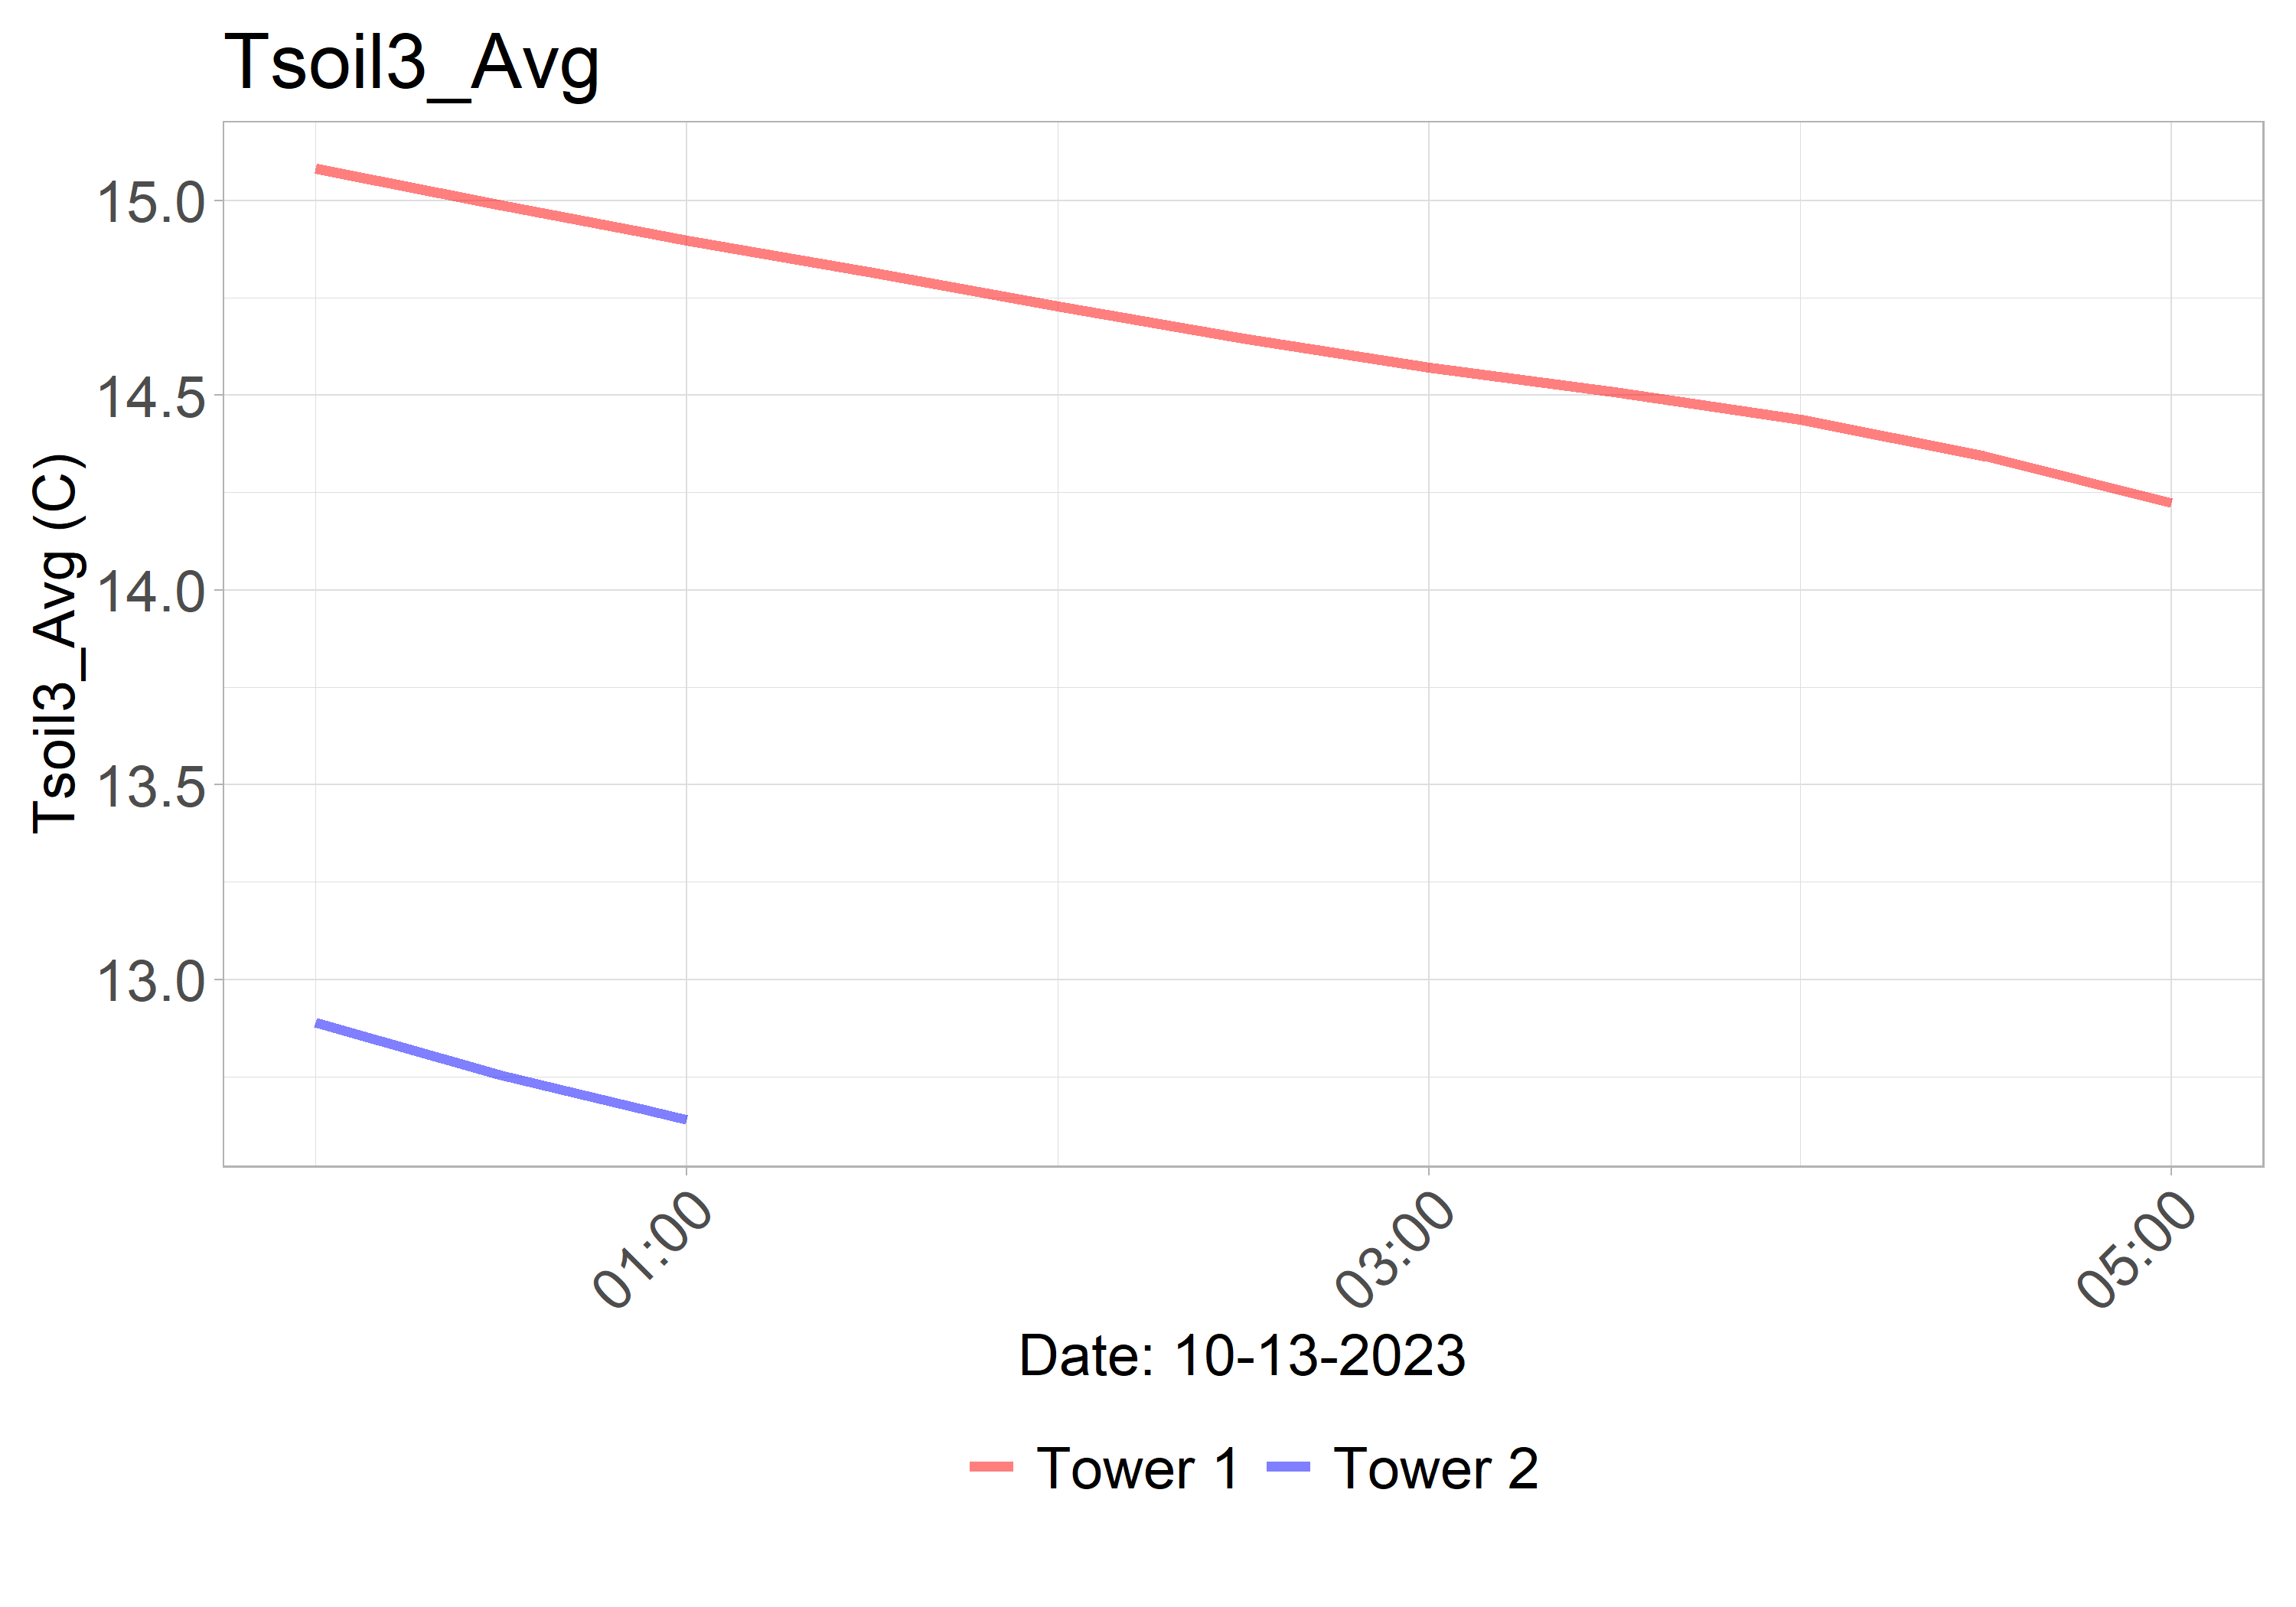 Tsoil3_Avg
Tsoil3_Avg (C)
15.0
14.5
14.0
13.5
13.0
01:00
03:00
05:00
Date: 10-13-2023
Tower 1
Tower 2